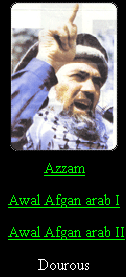 Azzam
Awal Afgan arab I
Awal Afgan arab II
Dourous